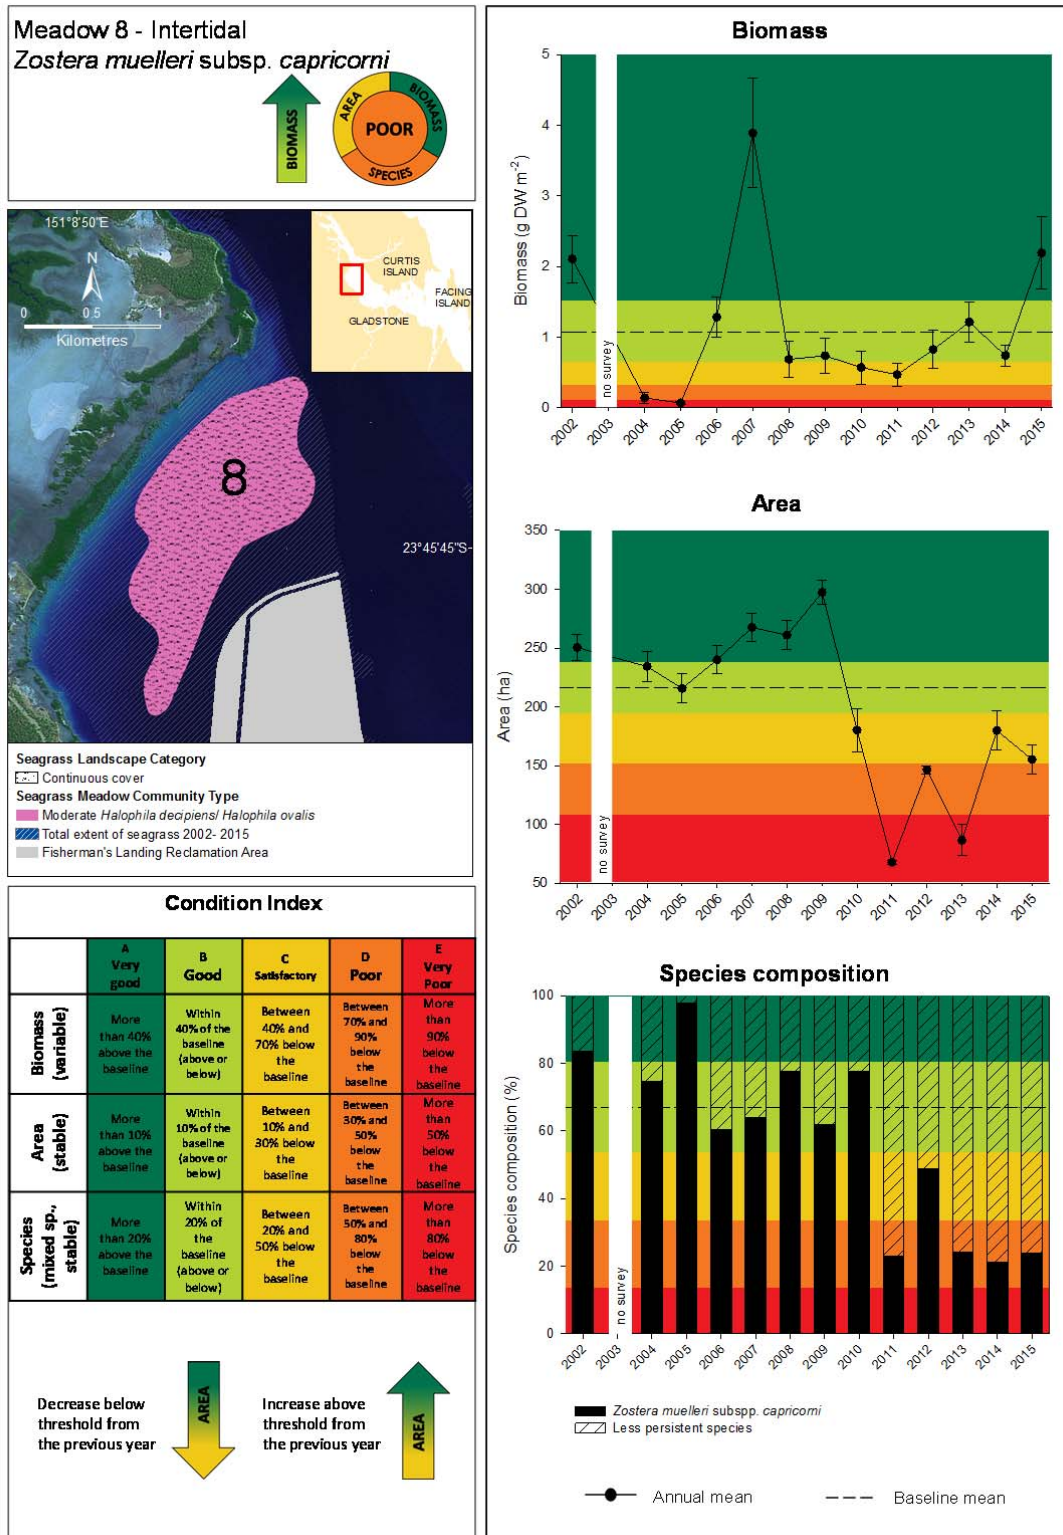 Meadow 8 - Intertidal
Zostera muelleri subsp. capricorni
BIOMASS
AREA
BIOMASS
POOR
SPECIES
151°8'50"E
N
0 0.5 1
Kilometres
CURTIS
ISLAND
FACING
ISLAND
GLADSTONE
8
23°45'45"S
Seagrass Landscape Category
Continuous cover
Seagrass Meadow Community Type
Moderate Halophila decipiens/ Halophila ovalis
Total extent of seagrass 2002- 2015
Fisherman's Landing Reclamation Area
Condition Index
A
Very
good
B
Good
C
Satisfactory
D
Poor
E
Very
Poor
Biomass
(variable)
More
than 40%
above the
baseline
Within
40% of the
baseline
(above or
below)
Between
40% and
70% below
the
baseline
Between
70% and
90%
below
the
baseline
More
than
90%
below
the
baseline
Area
(stable)
More
than 10%
above the
baseline
Within
10% of the
baseline
(above or
below)
Between
10% and
30% below
the
baseline
Between
30% and
50%
below
the
baseline
More
than
50%
below
the
baseline
Species
(mixed sp.,
stable)
More
than 20%
above the
baseline
Within
20% of
the
baseline
(above or
below)
Between
20% and
50% below
the
baseline
Between
50% and
80%
below
the
baseline
More
than
80%
below
the
baseline
Decrease below
threshold from
the previous year
AREA
Increase above
threshold from
the previous year
AREA
Biomass
Biomass (g DW m-2)
5
4
3
2
1
0
no survey
2002 2003 2004 2005 2006 2007 2008 2009 2010 2011 2012 2013 2014 2015
Area
Area (ha)
350
300
250
200
150
100
50
no survey
2002 2003 2004 2005 2006 2007 2008 2009 2010 2011 2012 2013 2014 2015
Species composition
Species composition (%)
100
80
60
40
20
0
no survey
2002 2003 2004 2005 2006 2007 2008 2009 2010 2011 2012 2013 2014 2015
Zostera muelleri subspp. capricorni
Less persistent species
Annual mean
Baseline mean